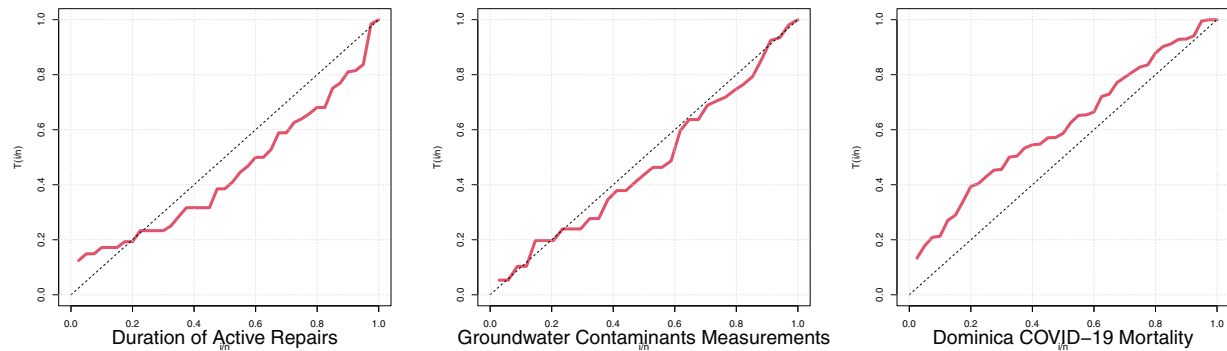 T(i/n)
0.0 0.2 0.4 0.6 0.8 1.0
0.0 0.2 0.4 0.6 0.8 1.0
i/n
Duration of Active Repairs
T(i/n)
0.0 0.2 0.4 0.6 0.8 1.0
0.0 0.2 0.4 0.6 0.8 1.0
i/n
Groundwater Contaminants Measurements
T(i/n)
0.0 0.2 0.4 0.6 0.8 1.0
0.0 0.2 0.4 0.6 0.8 1.0
i/n
Dominica COVID-19 Mortality